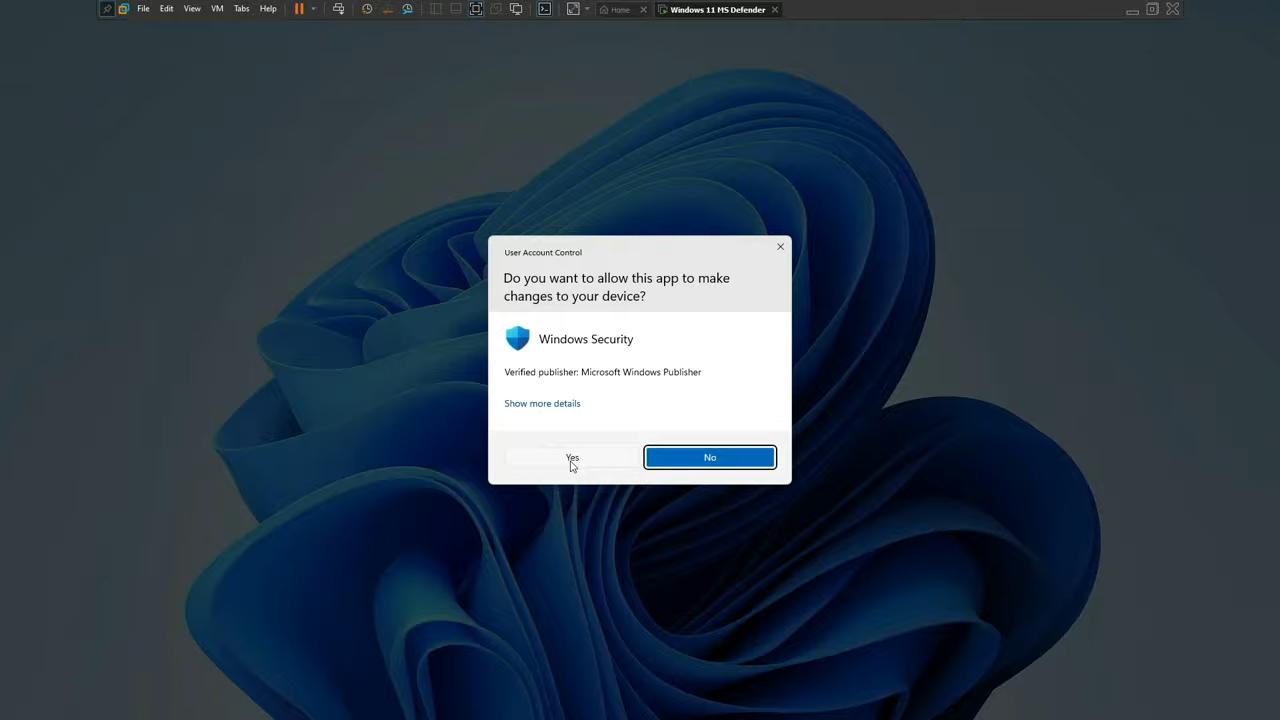 File Edit View VM Tabs Help Home Windows 11 MS Defender
User Account Control
Do you want to allow this app to make
changes to your device?
Windows Security
Verified publisher: Microsoft Windows Publisher
Show more details
Yes No